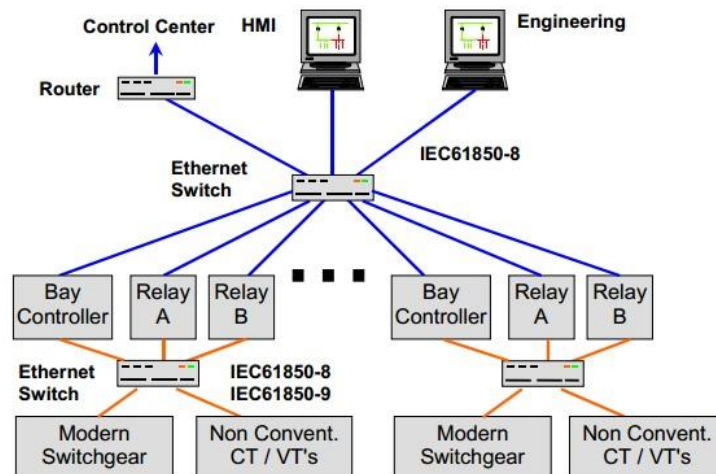 Control Center
HMI
Engineering
Router
Ethernet
Switch
IEC61850-8
Bay
Controller
Relay
A
Relay
B
Bay
Controller
Relay
A
Relay
B
Ethernet
Switch
IEC61850-8
IEC61850-9
Modern
Switchgear
Non Convent.
CT / VT's
Modern
Switchgear
Non Convent.
CT / VT's